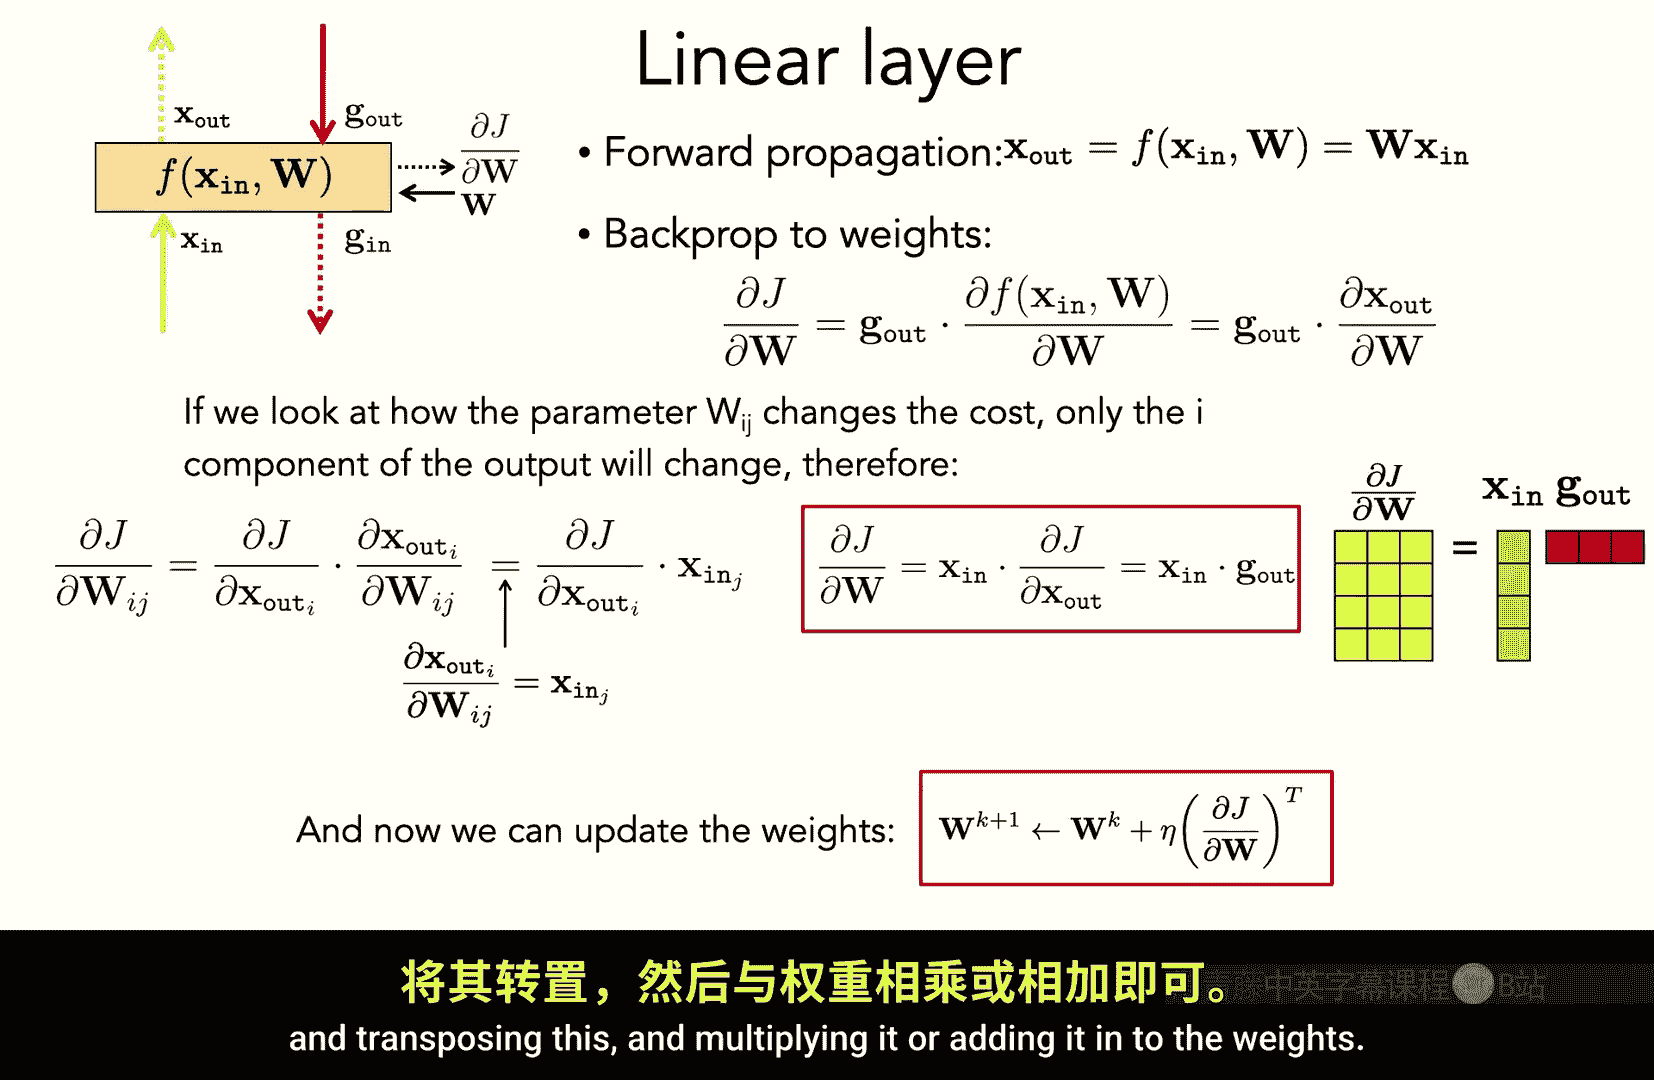 Linear layer
x_out g_out
∂J/∂W
f(x_in, W)
W
x_in g_in
• Forward propagation: x_out = f(x_in, W) = Wx_in
• Backprop to weights:
∂J/∂W = g_out · ∂f(x_in, W)/∂W = g_out · ∂x_out/∂W
If we look at how the parameter W_ij changes the cost, only the i
component of the output will change, therefore:
∂J/∂W_ij = ∂J/∂x_out_i · ∂x_out_i/∂W_ij = ∂J/∂x_out_i · x_in_j
∂x_out_i/∂W_ij = x_in_j
∂J/∂W = x_in · ∂J/∂x_out = x_in · g_out
∂J/∂W = x_in g_out
And now we can update the weights: W^{k+1} ← W^k + η(∂J/∂W)^T
将其转置，然后与权重相乘或相加即可。
中英字幕课程 B站
and transposing this, and multiplying it or adding it in to the weights.